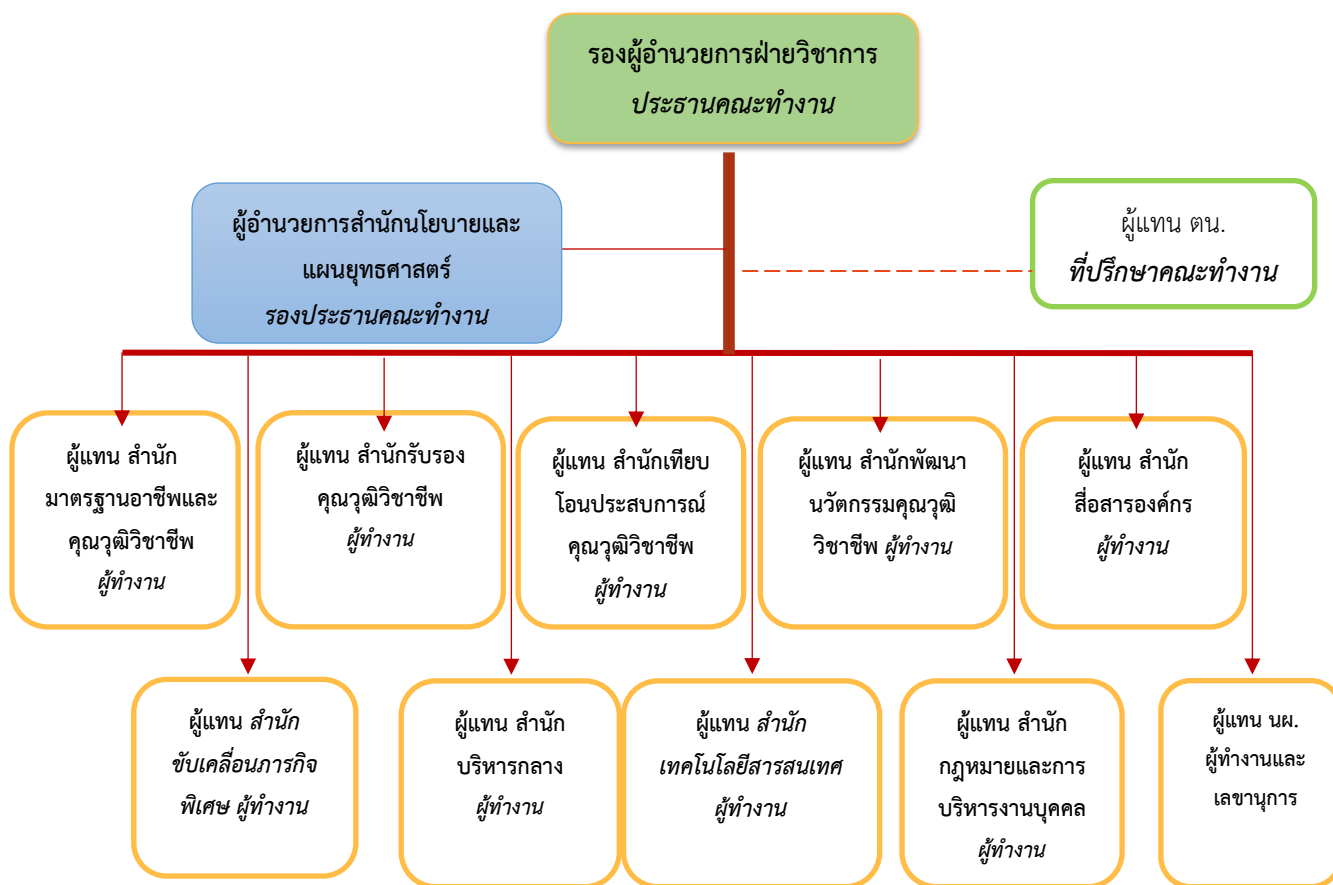 รองผู้อำนวยการฝ่ายวิชาการ
ประธานคณะทำงาน
ผู้อำนวยการสำนักนโยบายและ
แผนยุทธศาสตร์
รองประธานคณะทำงาน
ผู้แทน ตน.
ที่ปรึกษาคณะทำงาน
ผู้แทน สำนัก
มาตรฐานอาชีพและ
คุณวุฒิวิชาชีพ
ผู้ทำงาน
ผู้แทน สำนักรับรอง
คุณวุฒิวิชาชีพ
ผู้ทำงาน
ผู้แทน สำนักเทียบ
โอนประสบการณ์
คุณวุฒิวิชาชีพ
ผู้ทำงาน
ผู้แทน สำนักพัฒนา
นวัตกรรมคุณวุฒิ
วิชาชีพ ผู้ทำงาน
ผู้แทน สำนัก
สื่อสารองค์กร
ผู้ทำงาน
ผู้แทน สำนัก
ขับเคลื่อนภารกิจ
พิเศษ ผู้ทำงาน
ผู้แทน สำนัก
บริหารกลาง
ผู้ทำงาน
ผู้แทน สำนัก
เทคโนโลยีสารสนเทศ
ผู้ทำงาน
ผู้แทน สำนัก
กฎหมายและการ
บริหารงานบุคคล
ผู้ทำงาน
ผู้แทน นผ.
ผู้ทำงานและ
เลขานุการ